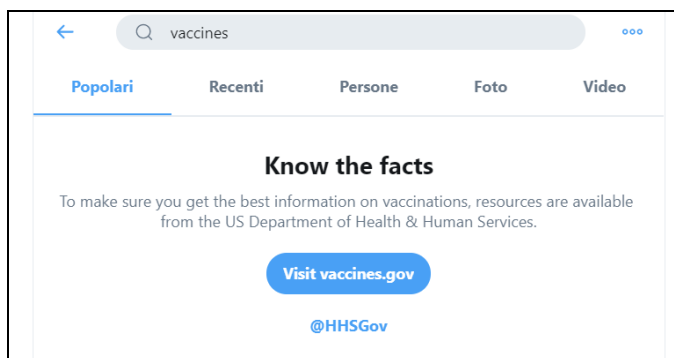 vaccines
Popolari Recenti Persone Foto Video
Know the facts
To make sure you get the best information on vaccinations, resources are available
from the US Department of Health & Human Services.
Visit vaccines.gov
@HHSGov